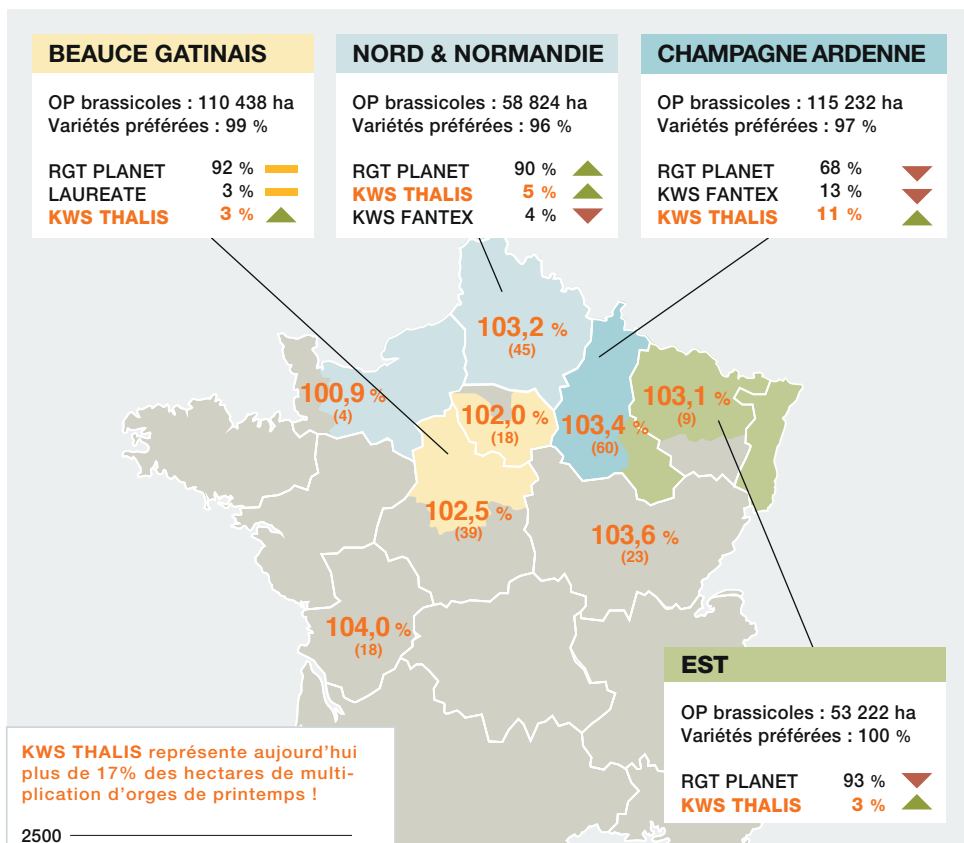 BEAUCE GATINAIS
OP brassicoles : 110 438 ha
Variétés préférées : 99 %
RGT PLANET 92 %
LAUREATE 3 %
KWS THALIS 3 %
NORD & NORMANDIE
OP brassicoles : 58 824 ha
Variétés préférées : 96 %
RGT PLANET 90 %
KWS THALIS 5 %
KWS FANTEX 4 %
CHAMPAGNE ARDENNE
OP brassicoles : 115 232 ha
Variétés préférées : 97 %
RGT PLANET 68 %
KWS FANTEX 13 %
KWS THALIS 11 %
103,2 %
(45)
100,9 %
(4)
102,0 %
(18)
103,4 %
(60)
103,1 %
(9)
102,5 %
(39)
103,6 %
(23)
104,0 %
(18)
EST
OP brassicoles : 53 222 ha
Variétés préférées : 100 %
RGT PLANET 93 %
KWS THALIS 3 %
KWS THALIS représente aujourd'hui
plus de 17% des hectares de multi-
plication d'orges de printemps !
2500